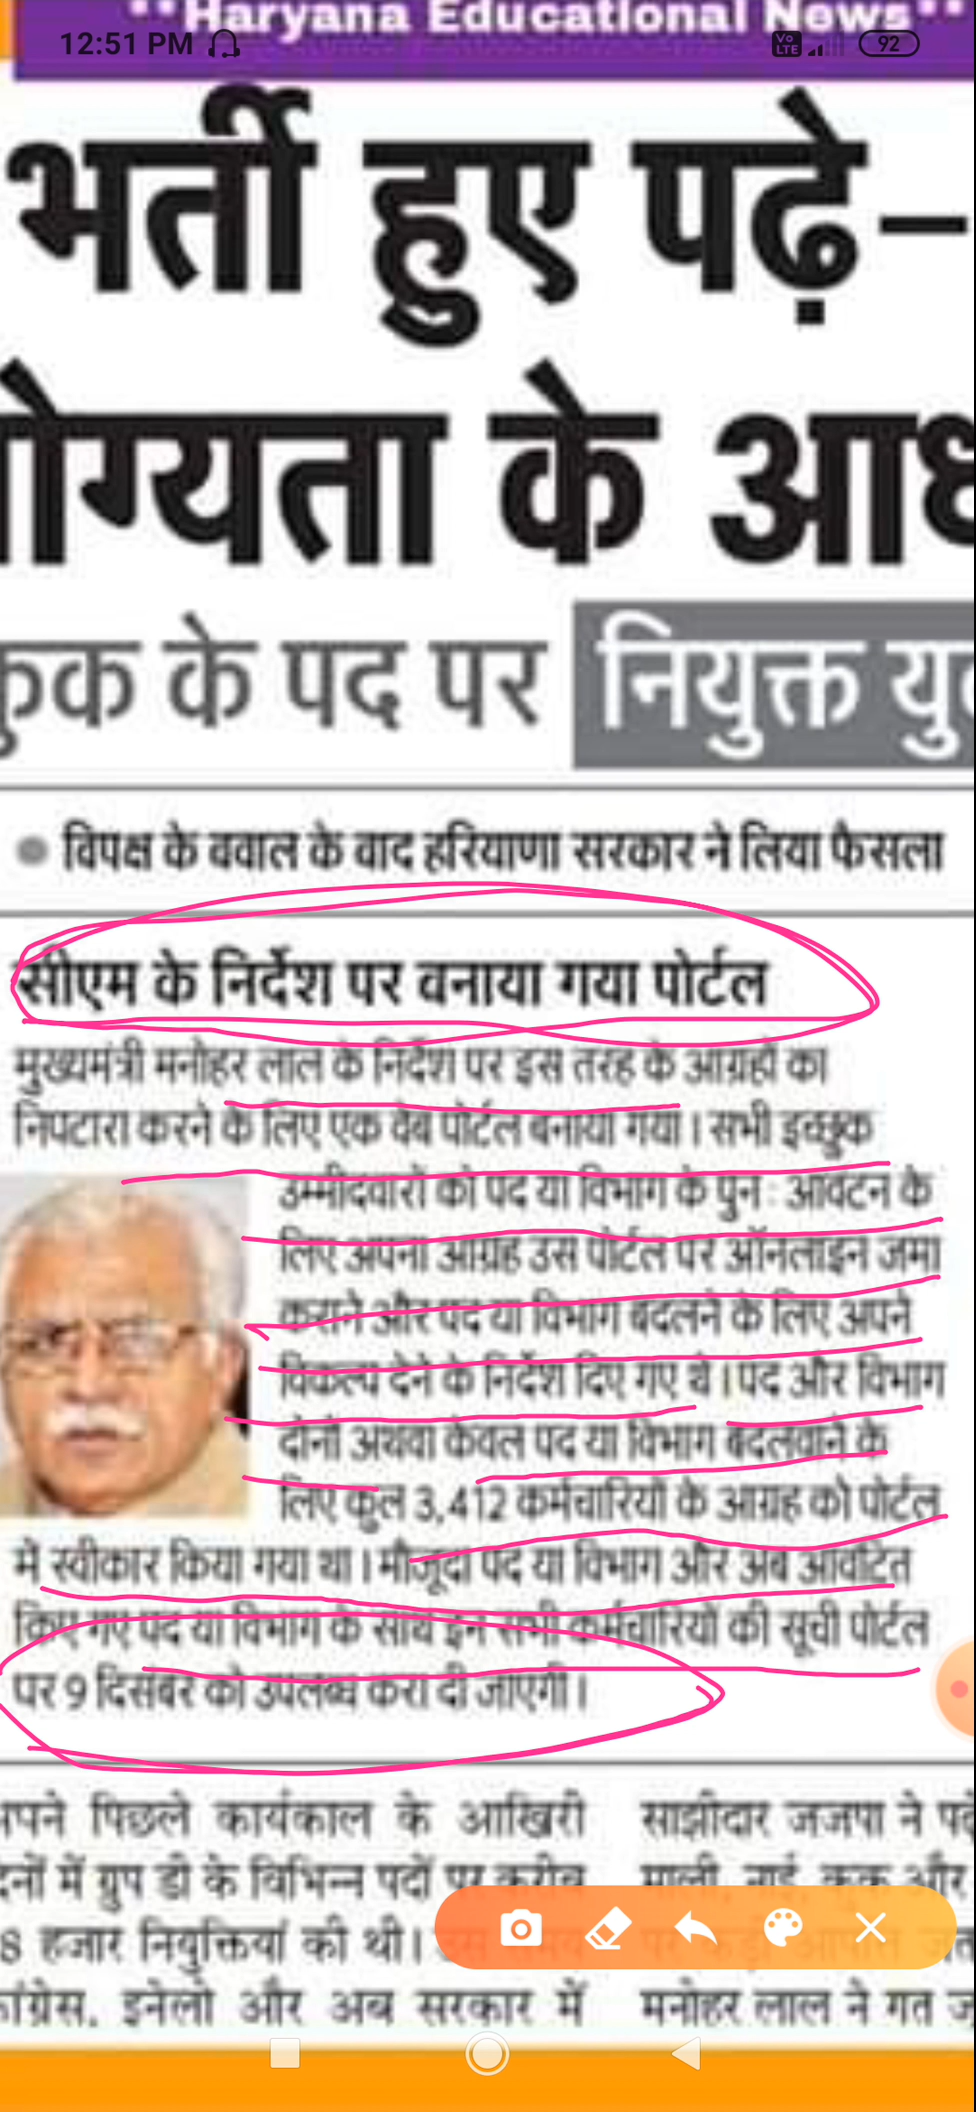 **Haryana Educational News**
12:51 PM
Vo LTE
92
भर्ती हुए पढ़े–
के
कुक के पद पर नियुक्त
विपक्ष के बवाल के बाद हरियाणा सरकार ने लिया फैसला
सीएम के निर्देश पर बनाया गया पोर्टल
मुख्यमंत्री मनोहर लाल के निर्देश पर इस तरह के आग्रहों का
निपटारा करने के लिए एक वेब पोर्टल बनाया गया। सभी इच्छुक
उम्मीदवारों को पद या विभाग के पुन: आवंटन के
लिए अपना आग्रह उस पोर्टल पर ऑनलाइन जमा
कराने और पद या विभाग बदलने के लिए अपने
विकल्प देने के निर्देश दिए गए थे। पद और विभाग
दोनों अथवा केवल पद या विभाग बदलवाने के
लिए कुल 3,412 कर्मचारियों के आग्रह को पोर्टल
में स्वीकार किया गया था। मौजूदा पद या विभाग और अब आवंटित
किए गए पद या विभाग के साथ इन सभी कर्मचारियों की सूची पोर्टल
पर 9 दिसंबर को उपलब्ध करा दी जाएगी।
पिछले कार्यकाल के आखिरी
में ग्रुप डी के विभिन्न पदों पर करीब
हजार नियुक्तियां की थी।
इनेलो और अब सरकार में
साझीदार जजपा ने
माली, नाई, कुक और
मनोहर लाल ने गत